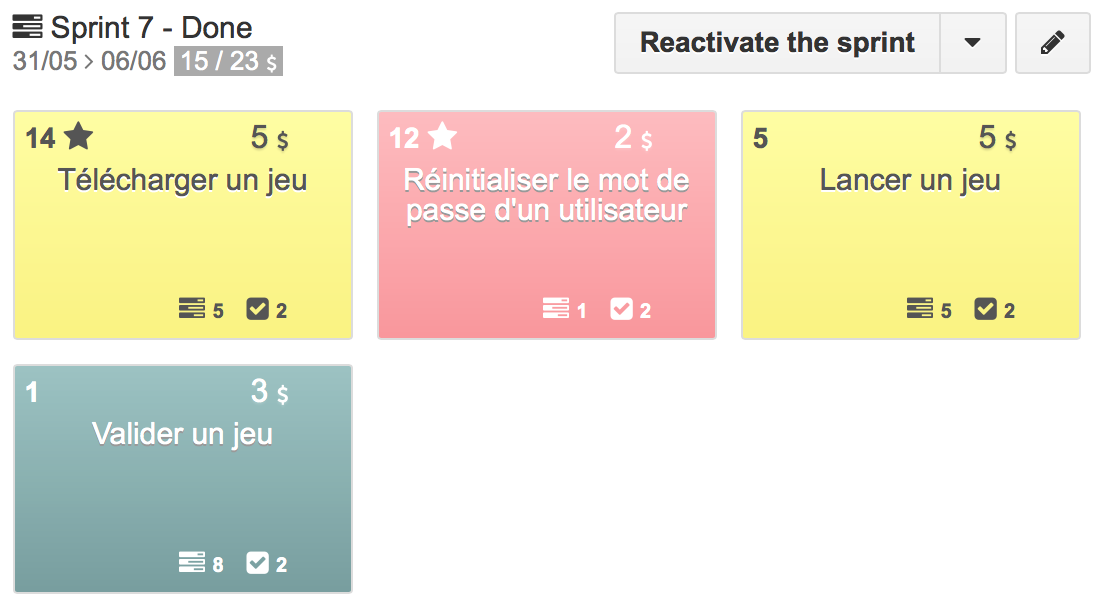 Sprint 7 - Done
31/05 > 06/06 15 / 23 $
Reactivate the sprint
14 5 $
Télécharger un jeu
5 2
12 2 $
Réinitialiser le mot de
passe d'un utilisateur
1 2
5 5 $
Lancer un jeu
5 2
1 3 $
Valider un jeu
8 2